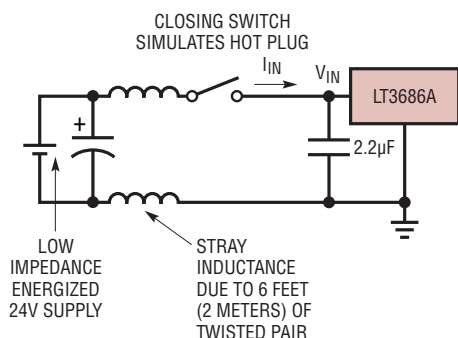 CLOSING SWITCH
SIMULATES HOT PLUG
IIN
VIN
LT3686A
+
2.2µF
LOW
IMPEDANCE
ENERGIZED
24V SUPPLY
STRAY
INDUCTANCE
DUE TO 6 FEET
(2 METERS) OF
TWISTED PAIR